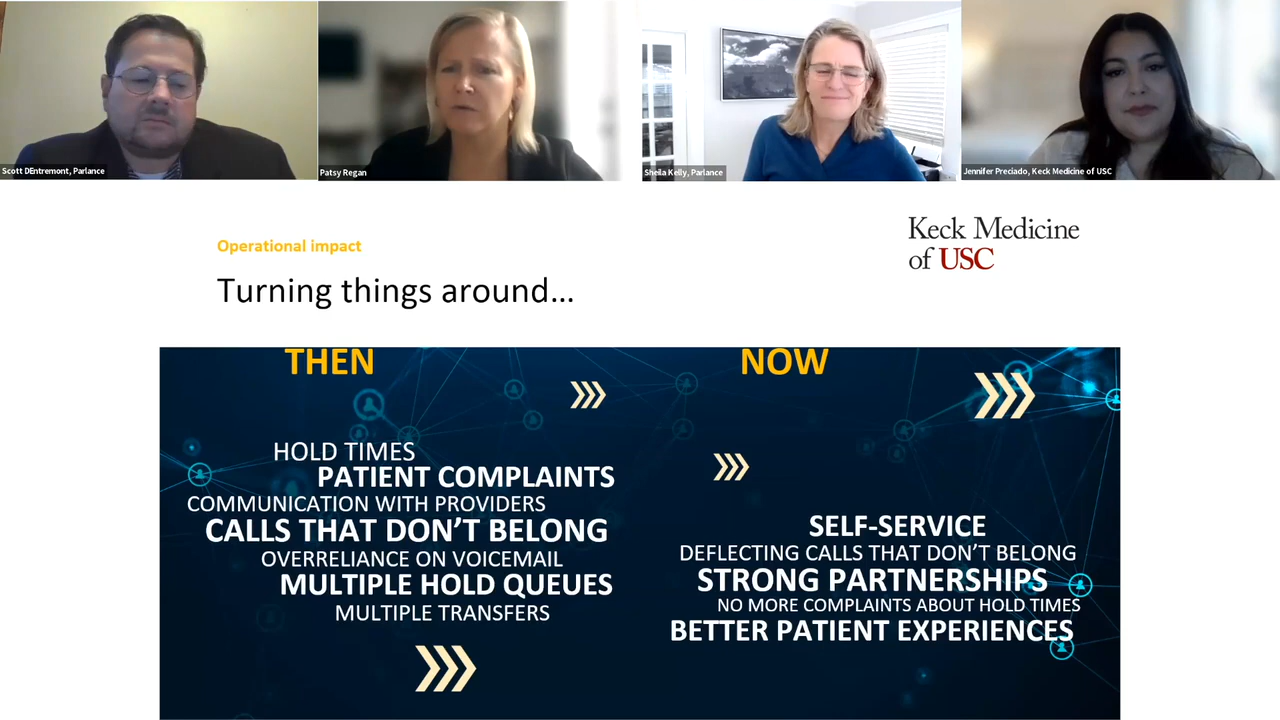 Scott DEntremont, Parlance
Patsy Regan
Sheila Kelly, Parlance
Jennifer Preciado, Keck Medicine of USC
Operational impact
Turning things around...
Keck Medicine
of USC
THEN
HOLD TIMES
PATIENT COMPLAINTS
COMMUNICATION WITH PROVIDERS
CALLS THAT DON'T BELONG
OVERRELIANCE ON VOICEMAIL
MULTIPLE HOLD QUEUES
MULTIPLE TRANSFERS
NOW
SELF-SERVICE
DEFLECTING CALLS THAT DON'T BELONG
STRONG PARTNERSHIPS
NO MORE COMPLAINTS ABOUT HOLD TIMES
BETTER PATIENT EXPERIENCES